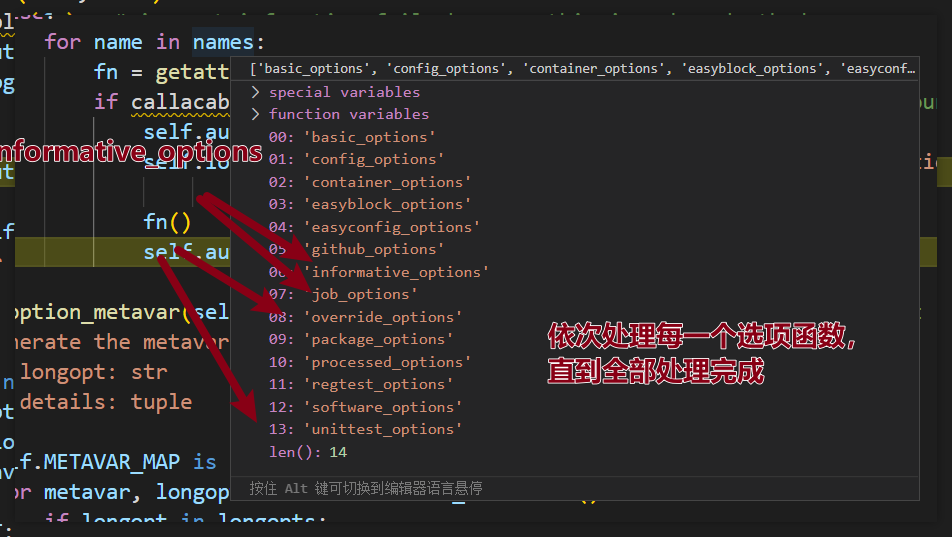 for name in names:
fn = getatt
if callacab
self.au
nformative_options
fn()
self.au
option_metavar(sel
nerate the metavar
longopt: str
details: tuple
f.METAVAR_MAP is
or metavar, longop
if longopt in longopts:
['basic_options', 'config_options', 'container_options', 'easyblock_options', 'easyconf…
special variables
function variables
00: 'basic_options'
01: 'config_options'
02: 'container_options'
03: 'easyblock_options'
04: 'easyconfig_options'
05: 'github_options'
06: 'informative_options'
07: 'job_options'
08: 'override_options'
09: 'package_options'
10: 'processed_options'
11: 'regtest_options'
12: 'software_options'
13: 'unittest_options'
len(): 14
按住 Alt 键可切换到编辑器语言悬停
依次处理每一个选项函数，
直到全部处理完成